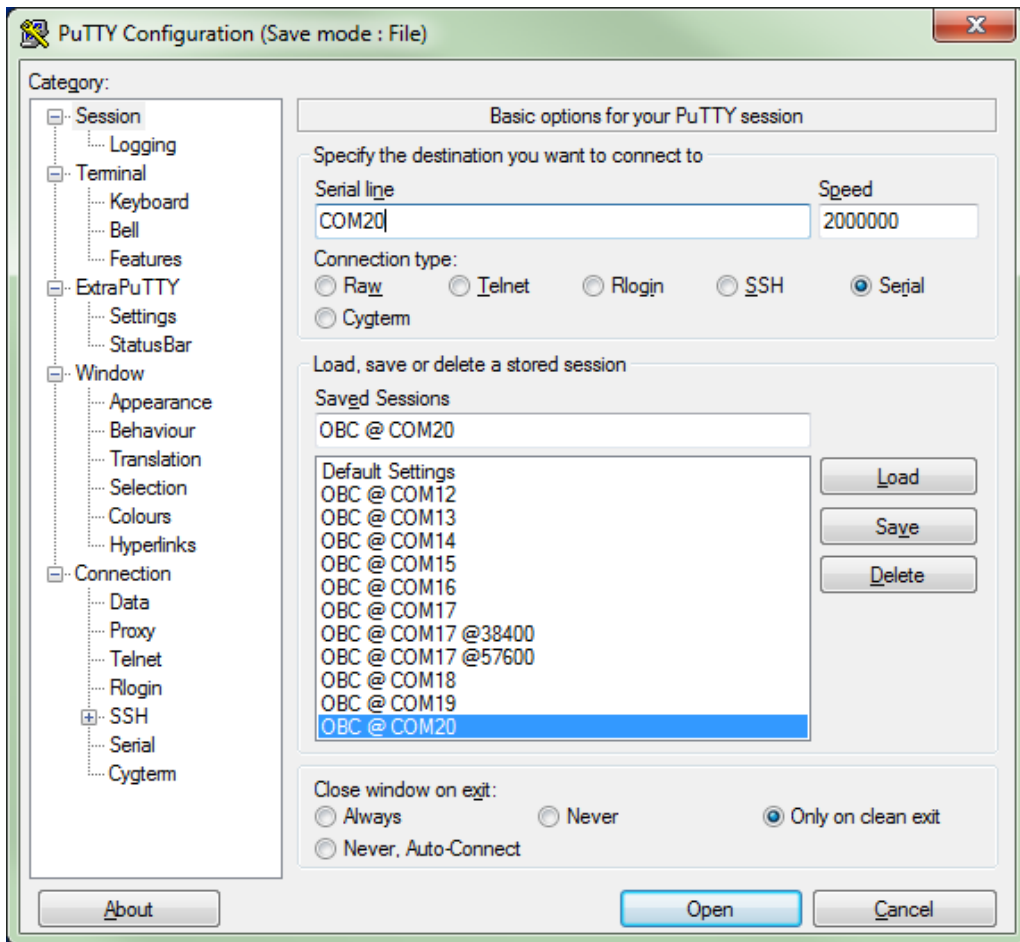 PuTTY Configuration (Save mode : File)
Category:
Session
Logging
Terminal
Keyboard
Bell
Features
ExtraPuTTY
Settings
StatusBar
Window
Appearance
Behaviour
Translation
Selection
Colours
Hyperlinks
Connection
Data
Proxy
Telnet
Rlogin
SSH
Serial
Cygterm
Basic options for your PuTTY session
Specify the destination you want to connect to
Serial line Speed
COM20 2000000
Connection type:
Raw Telnet Rlogin SSH Serial
Cygterm
Load, save or delete a stored session
Saved Sessions
OBC @ COM20
Default Settings
OBC @ COM12
OBC @ COM13
OBC @ COM14
OBC @ COM15
OBC @ COM16
OBC @ COM17
OBC @ COM17 @38400
OBC @ COM17 @57600
OBC @ COM18
OBC @ COM19
OBC @ COM20
Load
Save
Delete
Close window on exit:
Always Never Only on clean exit
Never, Auto-Connect
About Open Cancel